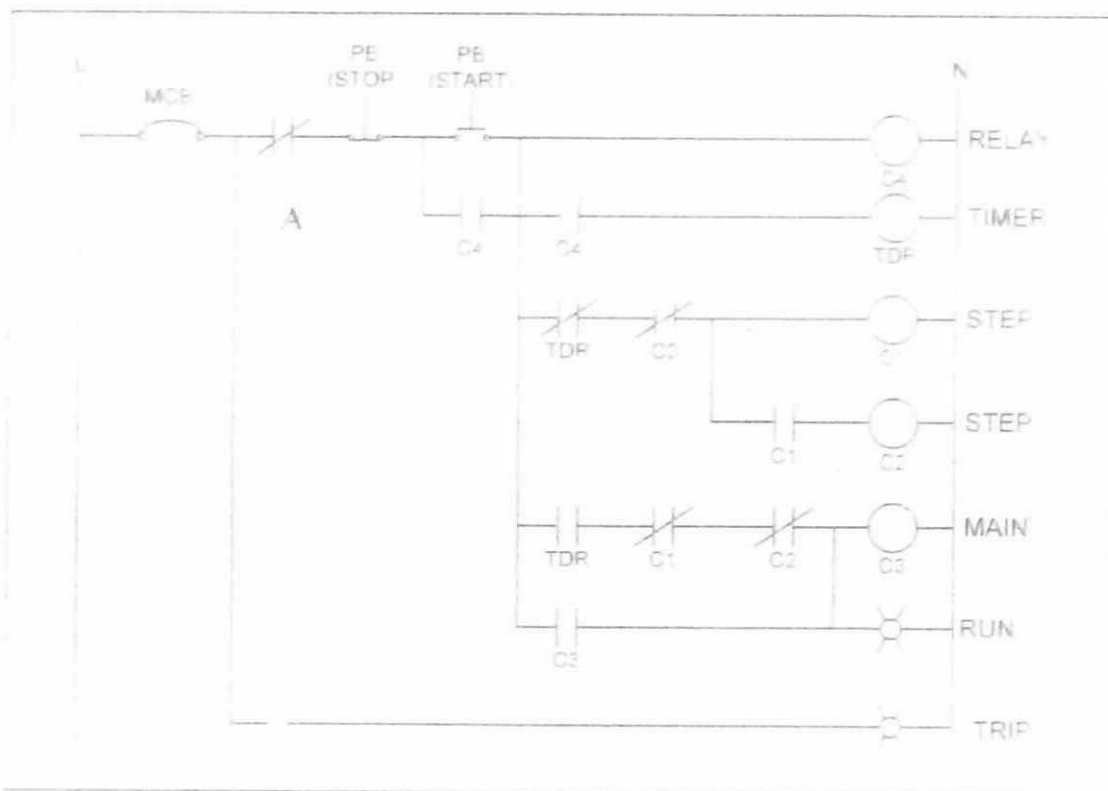 L
PB
(STOP
PB
(START)
N
MCB
RELAY
C4
A
C4
C4
TIMER
TDR
TDR
C3
STEP
C1
STEP
C1
C2
MAIN
TDR
C1
C2
C3
RUN
C3
TRIP